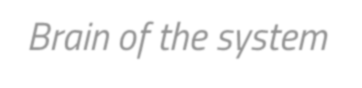 Brain of the system